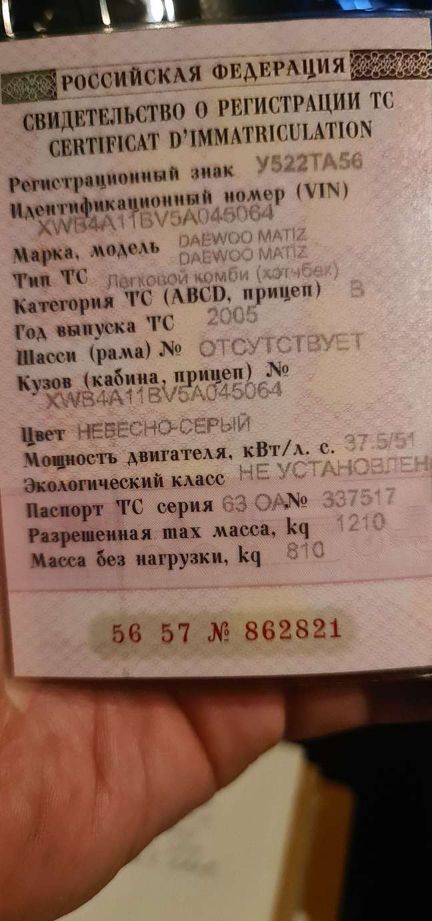 РОССИЙСКАЯ ФЕДЕРАЦИЯ
СВИДЕТЕЛЬСТВО О РЕГИСТРАЦИИ ТС
CERTIFICAT D'IMMATRICULATION
Регистрационный знак У522ТА56
Идентификационный номер (VIN)
XWB4A11BV5A045064
Марка, модель DAEWOO MATIZ
DAEWOO MATIZ
Тип ТС Легковой комби (хэтчбек)
Категория ТС (ABCD, прицеп) B
Год выпуска ТС 2005
Шасси (рама) № ОТСУТСТВУЕТ
Кузов (кабина, прицеп) №
XWB4A11BV5A045064
Цвет НЕБЕСНО-СЕРЫЙ
Мощность двигателя, кВт/л. с. 37.5/51
Экологический класс НЕ УСТАНОВЛЕН
Паспорт ТС серия 63 ОА № 337517
Разрешенная max масса, kg 1210
Масса без нагрузки, kg 810
56 57 № 862821